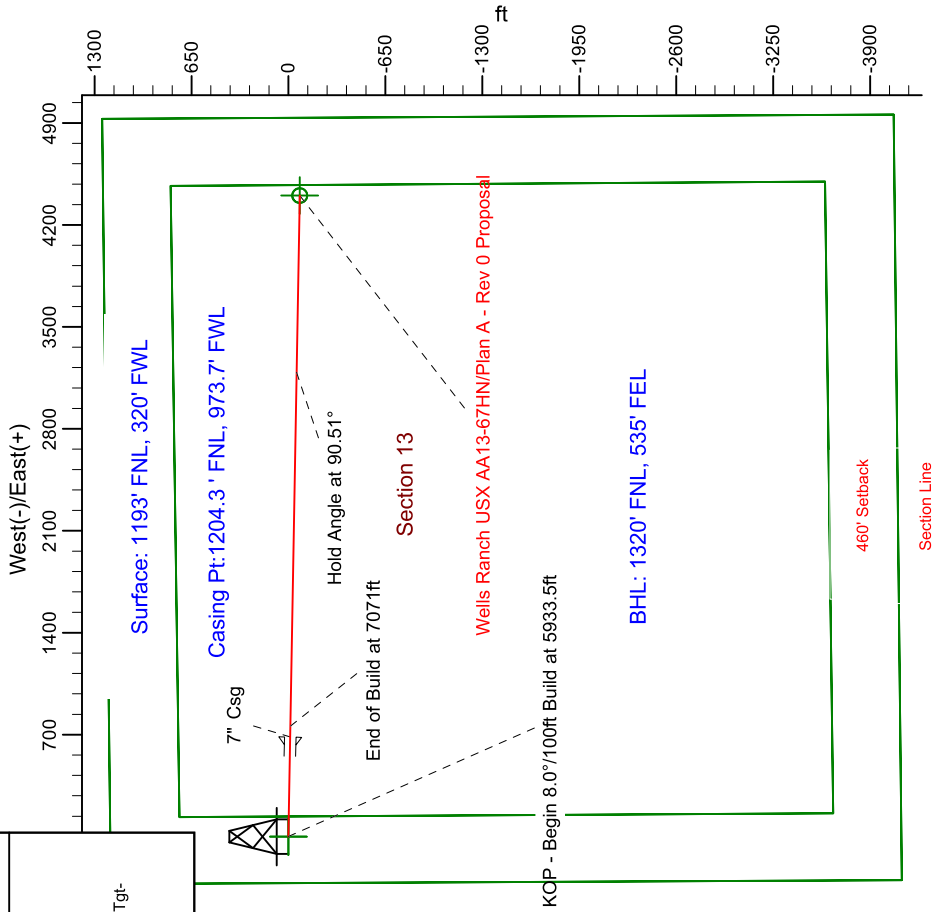 ft
1300
650
0
-650
-1300
-1950
-2600
-3250
-3900
West(-)/East(+)
4900
4200
3500
2800
2100
1400
700
Surface: 1193' FNL, 320' FWL
Casing Pt:1204.3 ' FNL, 973.7' FWL
7" Csg
Hold Angle at 90.51°
End of Build at 7071ft
Section 13
Wells Ranch USX AA13-67HN/Plan A - Rev 0 Proposal
KOP - Begin 8.0°/100ft Build at 5933.5ft
BHL: 1320' FNL, 535' FEL
460' Setback
Section Line
Tgt-